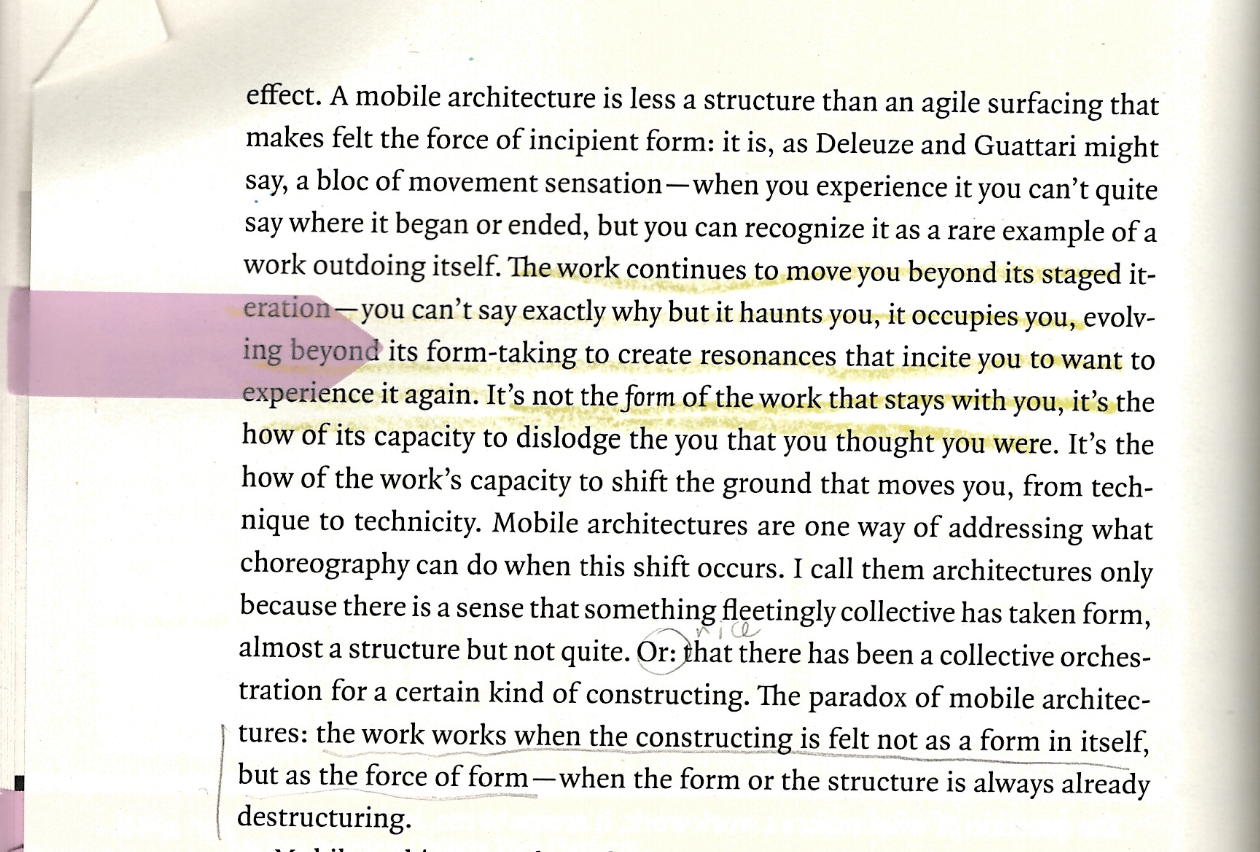 effect. A mobile architecture is less a structure than an agile surfacing that
makes felt the force of incipient form: it is, as Deleuze and Guattari might
say, a bloc of movement sensation—when you experience it you can't quite
say where it began or ended, but you can recognize it as a rare example of a
work outdoing itself. The work continues to move you beyond its staged it-
eration—you can't say exactly why but it haunts you, it occupies you, evolv-
ing beyond its form-taking to create resonances that incite you to want to
experience it again. It's not the form of the work that stays with you, it's the
how of its capacity to dislodge the you that you thought you were. It's the
how of the work's capacity to shift the ground that moves you, from tech-
nique to technicity. Mobile architectures are one way of addressing what
choreography can do when this shift occurs. I call them architectures only
because there is a sense that something fleetingly collective has taken form,
nice
almost a structure but not quite. Or: that there has been a collective orches-
tration for a certain kind of constructing. The paradox of mobile architec-
tures: the work works when the constructing is felt not as a form in itself,
but as the force of form—when the form or the structure is always already
destructuring.